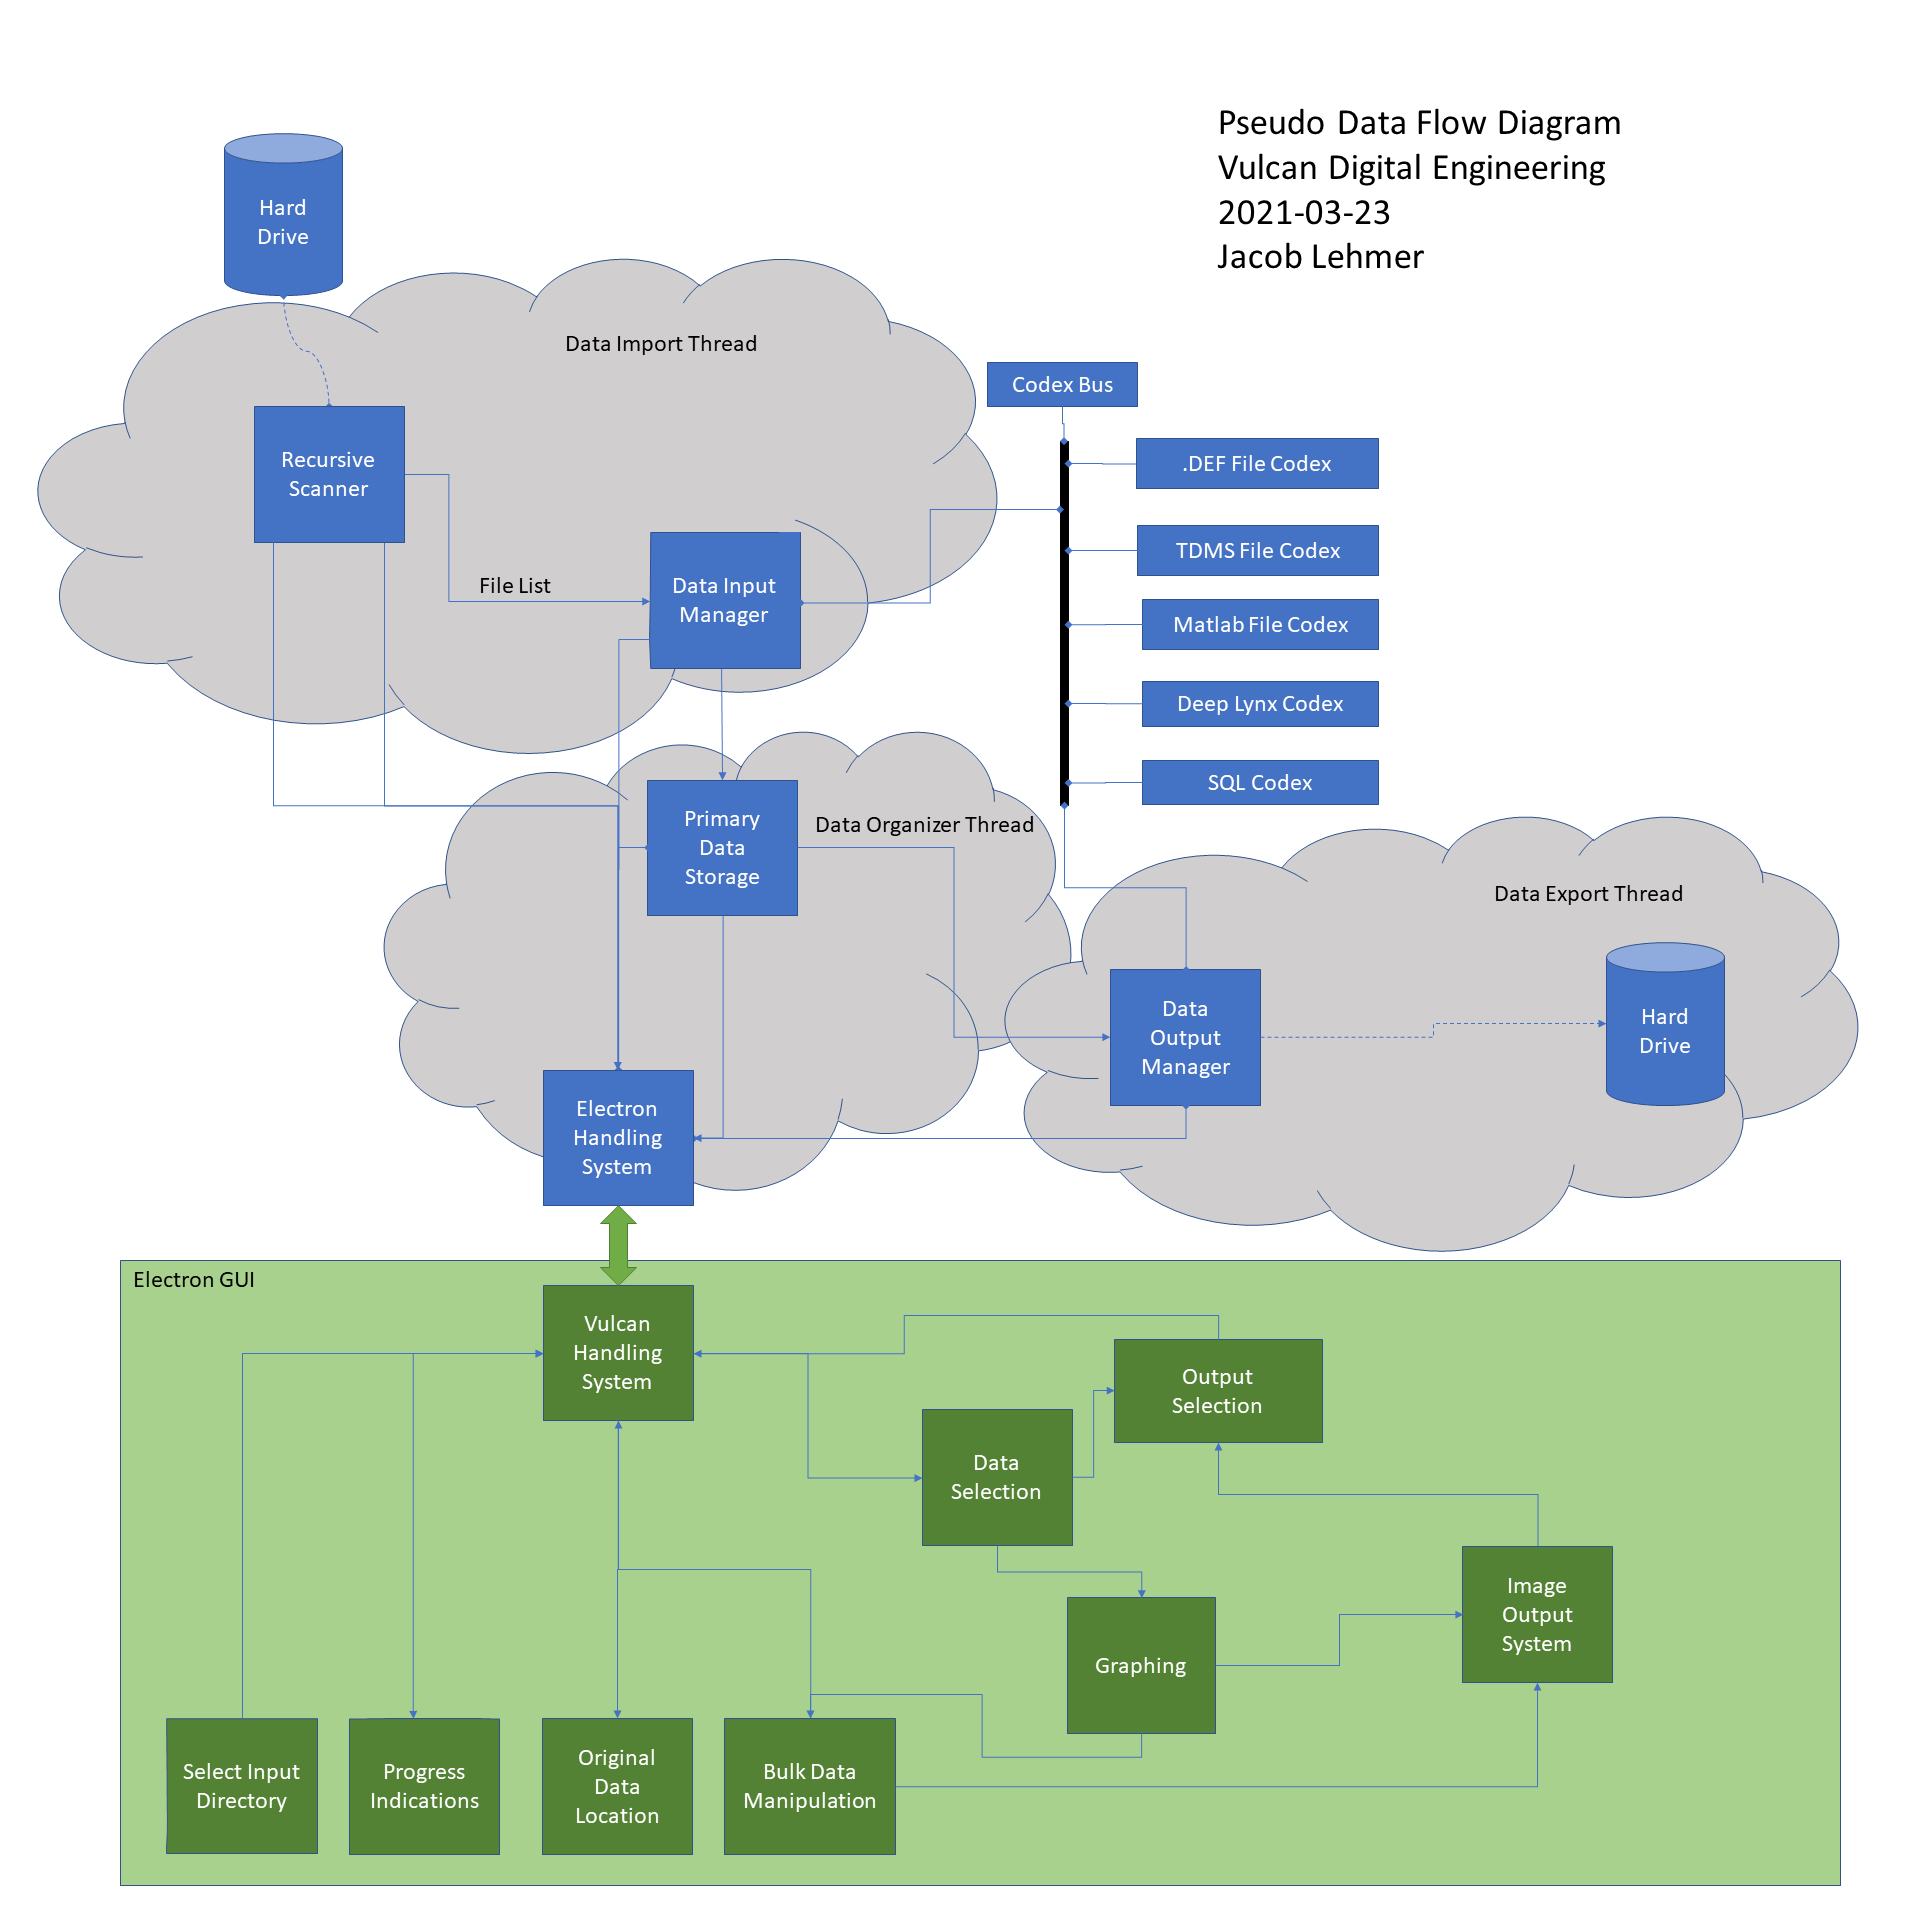 Pseudo Data Flow Diagram
Vulcan Digital Engineering
2021-03-23
Jacob Lehmer
Hard
Drive
Data Import Thread
Recursive
Scanner
File List
Data Input
Manager
Codex Bus
.DEF File Codex
TDMS File Codex
Matlab File Codex
Deep Lynx Codex
SQL Codex
Primary
Data
Storage
Data Organizer Thread
Data Export Thread
Data
Output
Manager
Hard
Drive
Electron
Handling
System
Electron GUI
Vulcan
Handling
System
Output
Selection
Data
Selection
Image
Output
System
Graphing
Select Input
Directory
Progress
Indications
Original
Data
Location
Bulk Data
Manipulation